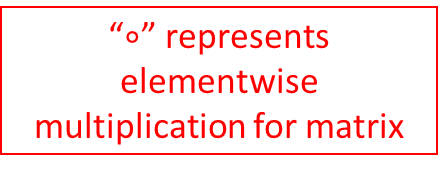 “∘” represents
elementwise
multiplication for matrix